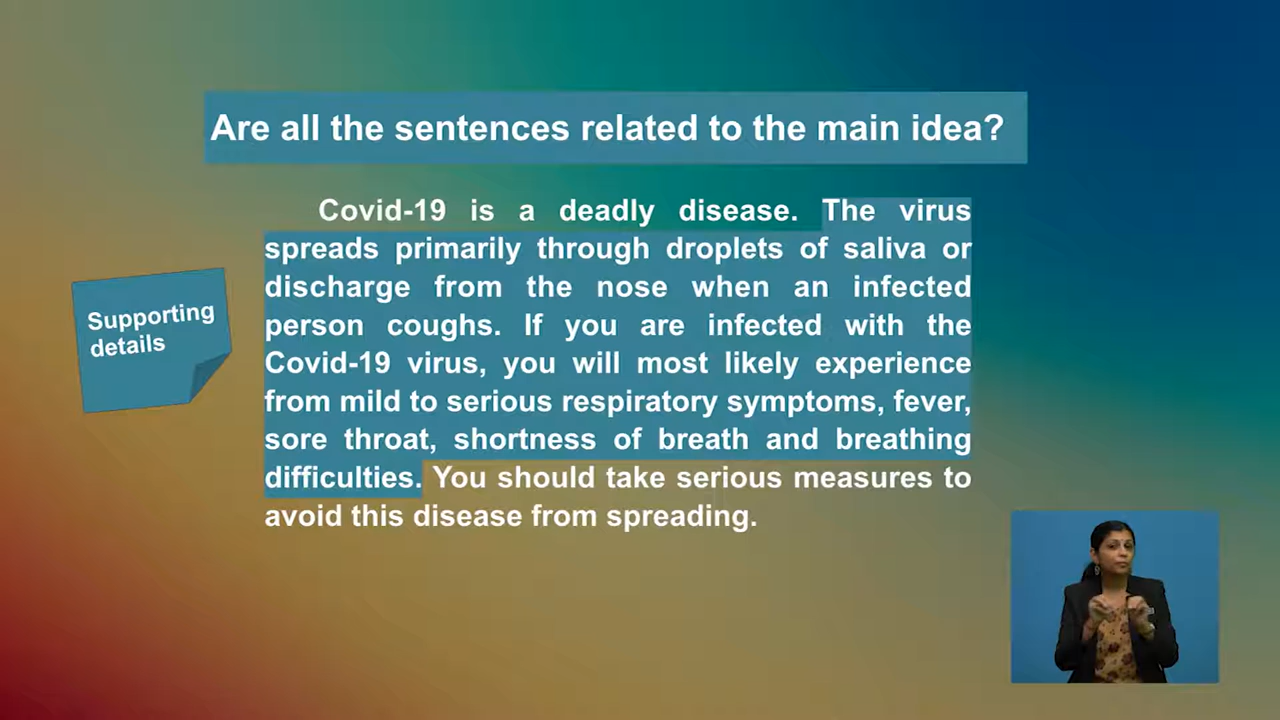 Are all the sentences related to the main idea?
Covid-19 is a deadly disease. The virus
spreads primarily through droplets of saliva or
discharge from the nose when an infected
person coughs. If you are infected with the
Covid-19 virus, you will most likely experience
from mild to serious respiratory symptoms, fever,
sore throat, shortness of breath and breathing
difficulties. You should take serious measures to
avoid this disease from spreading.
Supporting
details